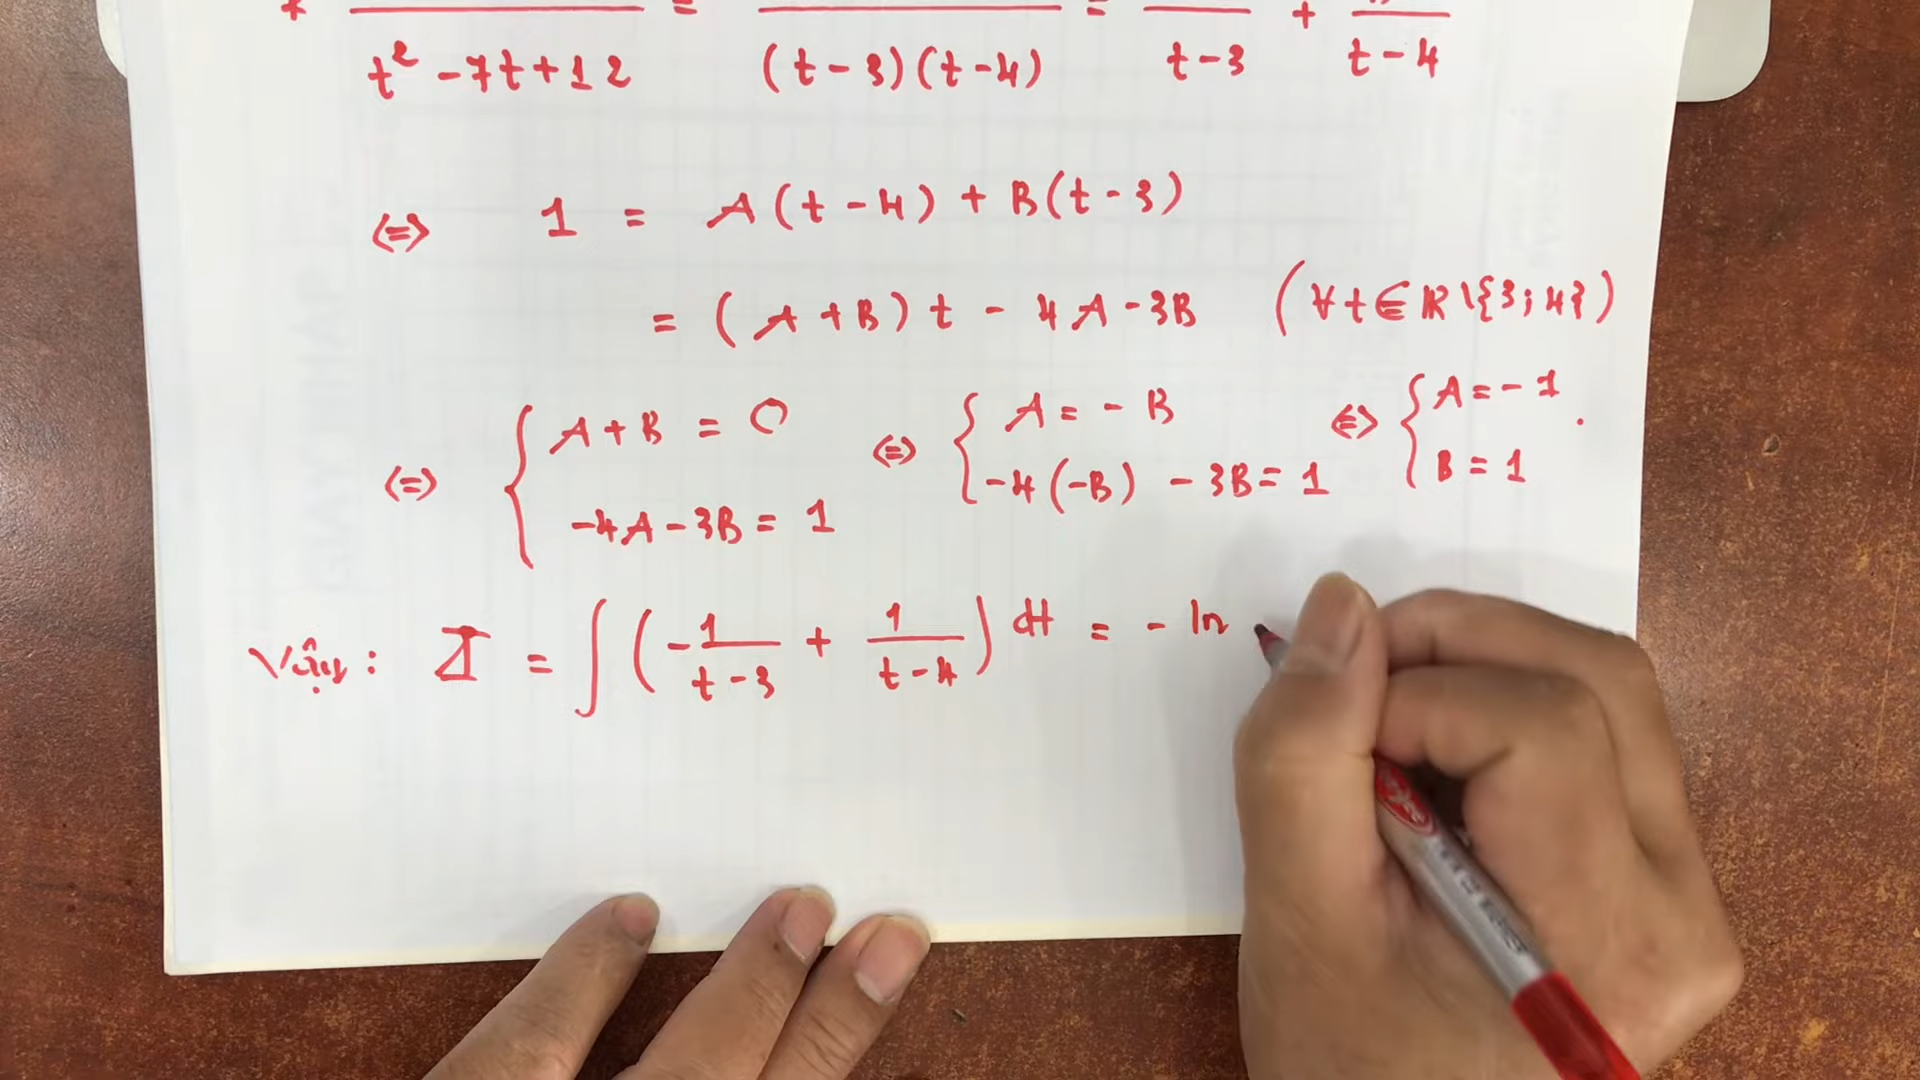 * t² - 7t + 12 = (t - 3)(t - 4) = t - 3 + t - 4
⇔ 1 = A(t - 4) + B(t - 3)
= (A + B)t - 4A - 3B (∀t ∈ ℝ \ {3; 4})
⇔ { A + B = 0 ⇔ { A = - B ⇔ { A = - 1 .
-4A - 3B = 1 -4(-B) - 3B = 1 B = 1
Vậy: I = ∫ (-1/(t - 3) + 1/(t - 4)) dt = - ln